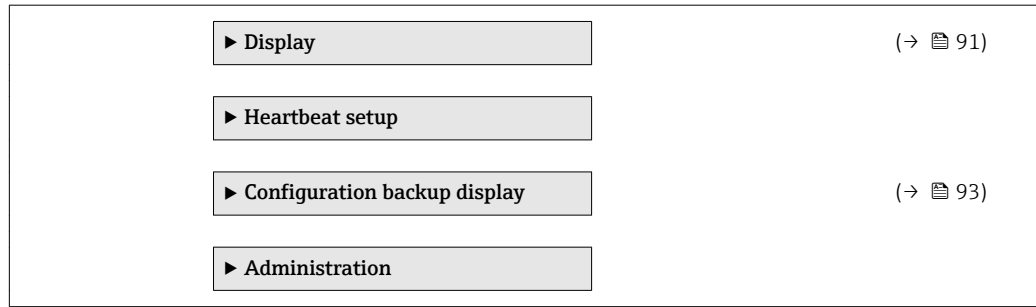 ▶ Display (→ 91)
▶ Heartbeat setup
▶ Configuration backup display (→ 93)
▶ Administration